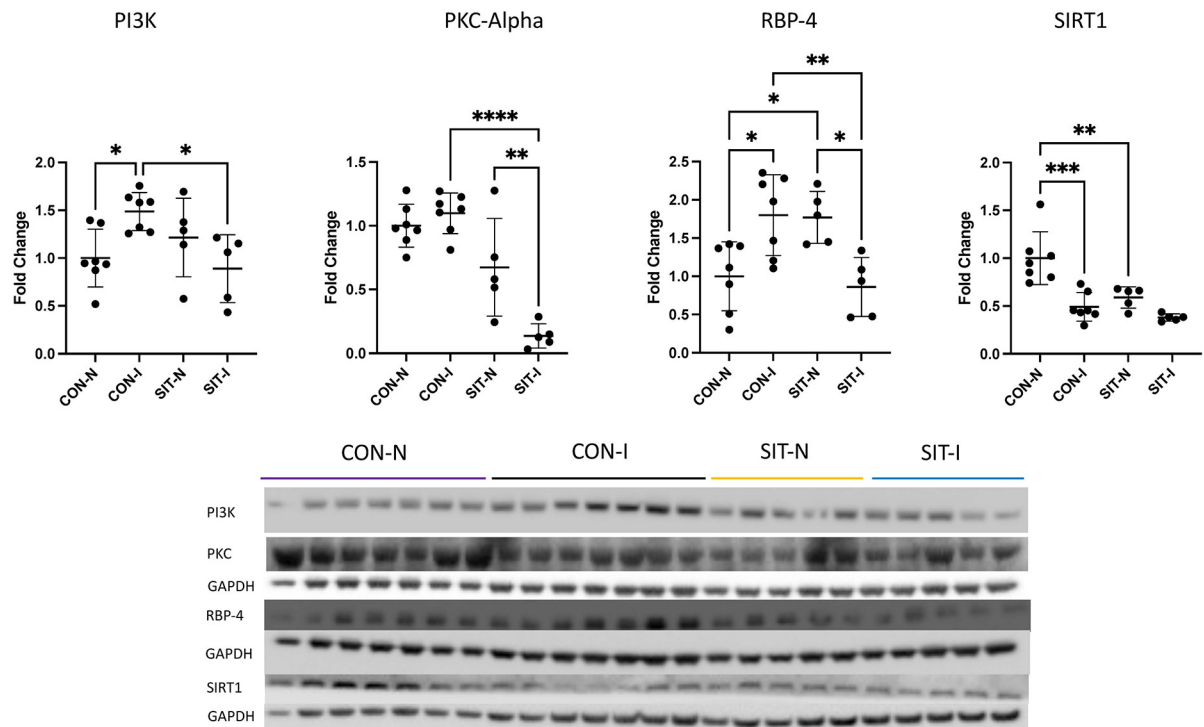 PI3K
PKC-Alpha
RBP-4
SIRT1
* *
**** **
** * * *
** ***
Fold Change
2.0
1.5
1.0
0.5
0.0
CON-N CON-I SIT-N SIT-I
Fold Change
1.5
1.0
0.5
0.0
CON-N CON-I SIT-N SIT-I
Fold Change
2.5
2.0
1.5
1.0
0.5
0.0
CON-N CON-I SIT-N SIT-I
Fold Change
2.0
1.5
1.0
0.5
0.0
CON-N CON-I SIT-N SIT-I
CON-N CON-I SIT-N SIT-I
PI3K
PKC
GAPDH
RBP-4
GAPDH
SIRT1
GAPDH